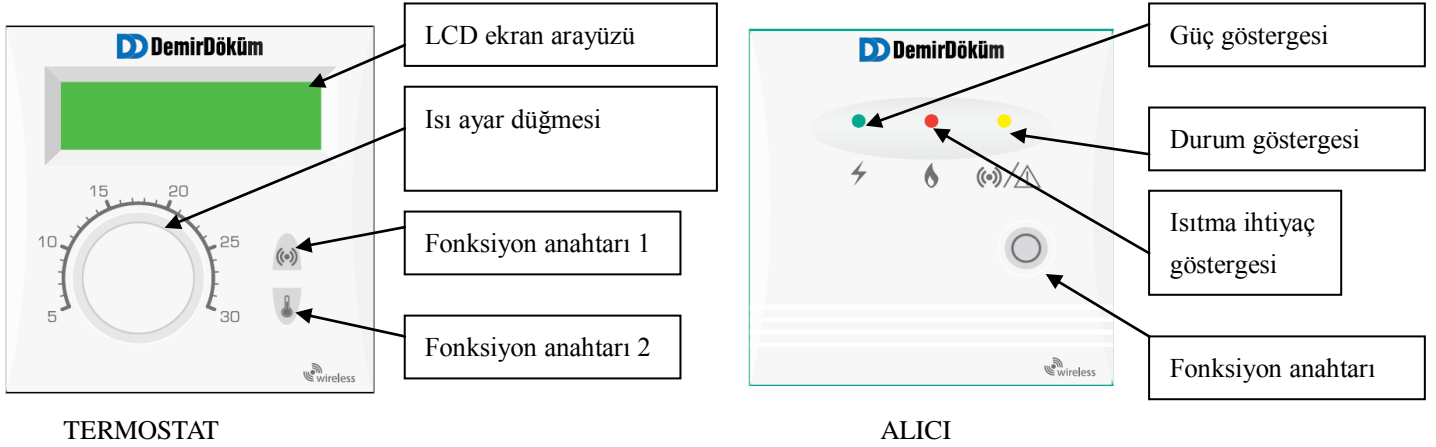 DemirDöküm
LCD ekran arayüzü
Isı ayar düğmesi
15
20
10
25
5
30
Fonksiyon anahtarı 1
Fonksiyon anahtarı 2
wireless
TERMOSTAT
DemirDöküm
Güç göstergesi
Durum göstergesi
Isıtma ihtiyaç
göstergesi
Fonksiyon anahtarı
wireless
ALICI